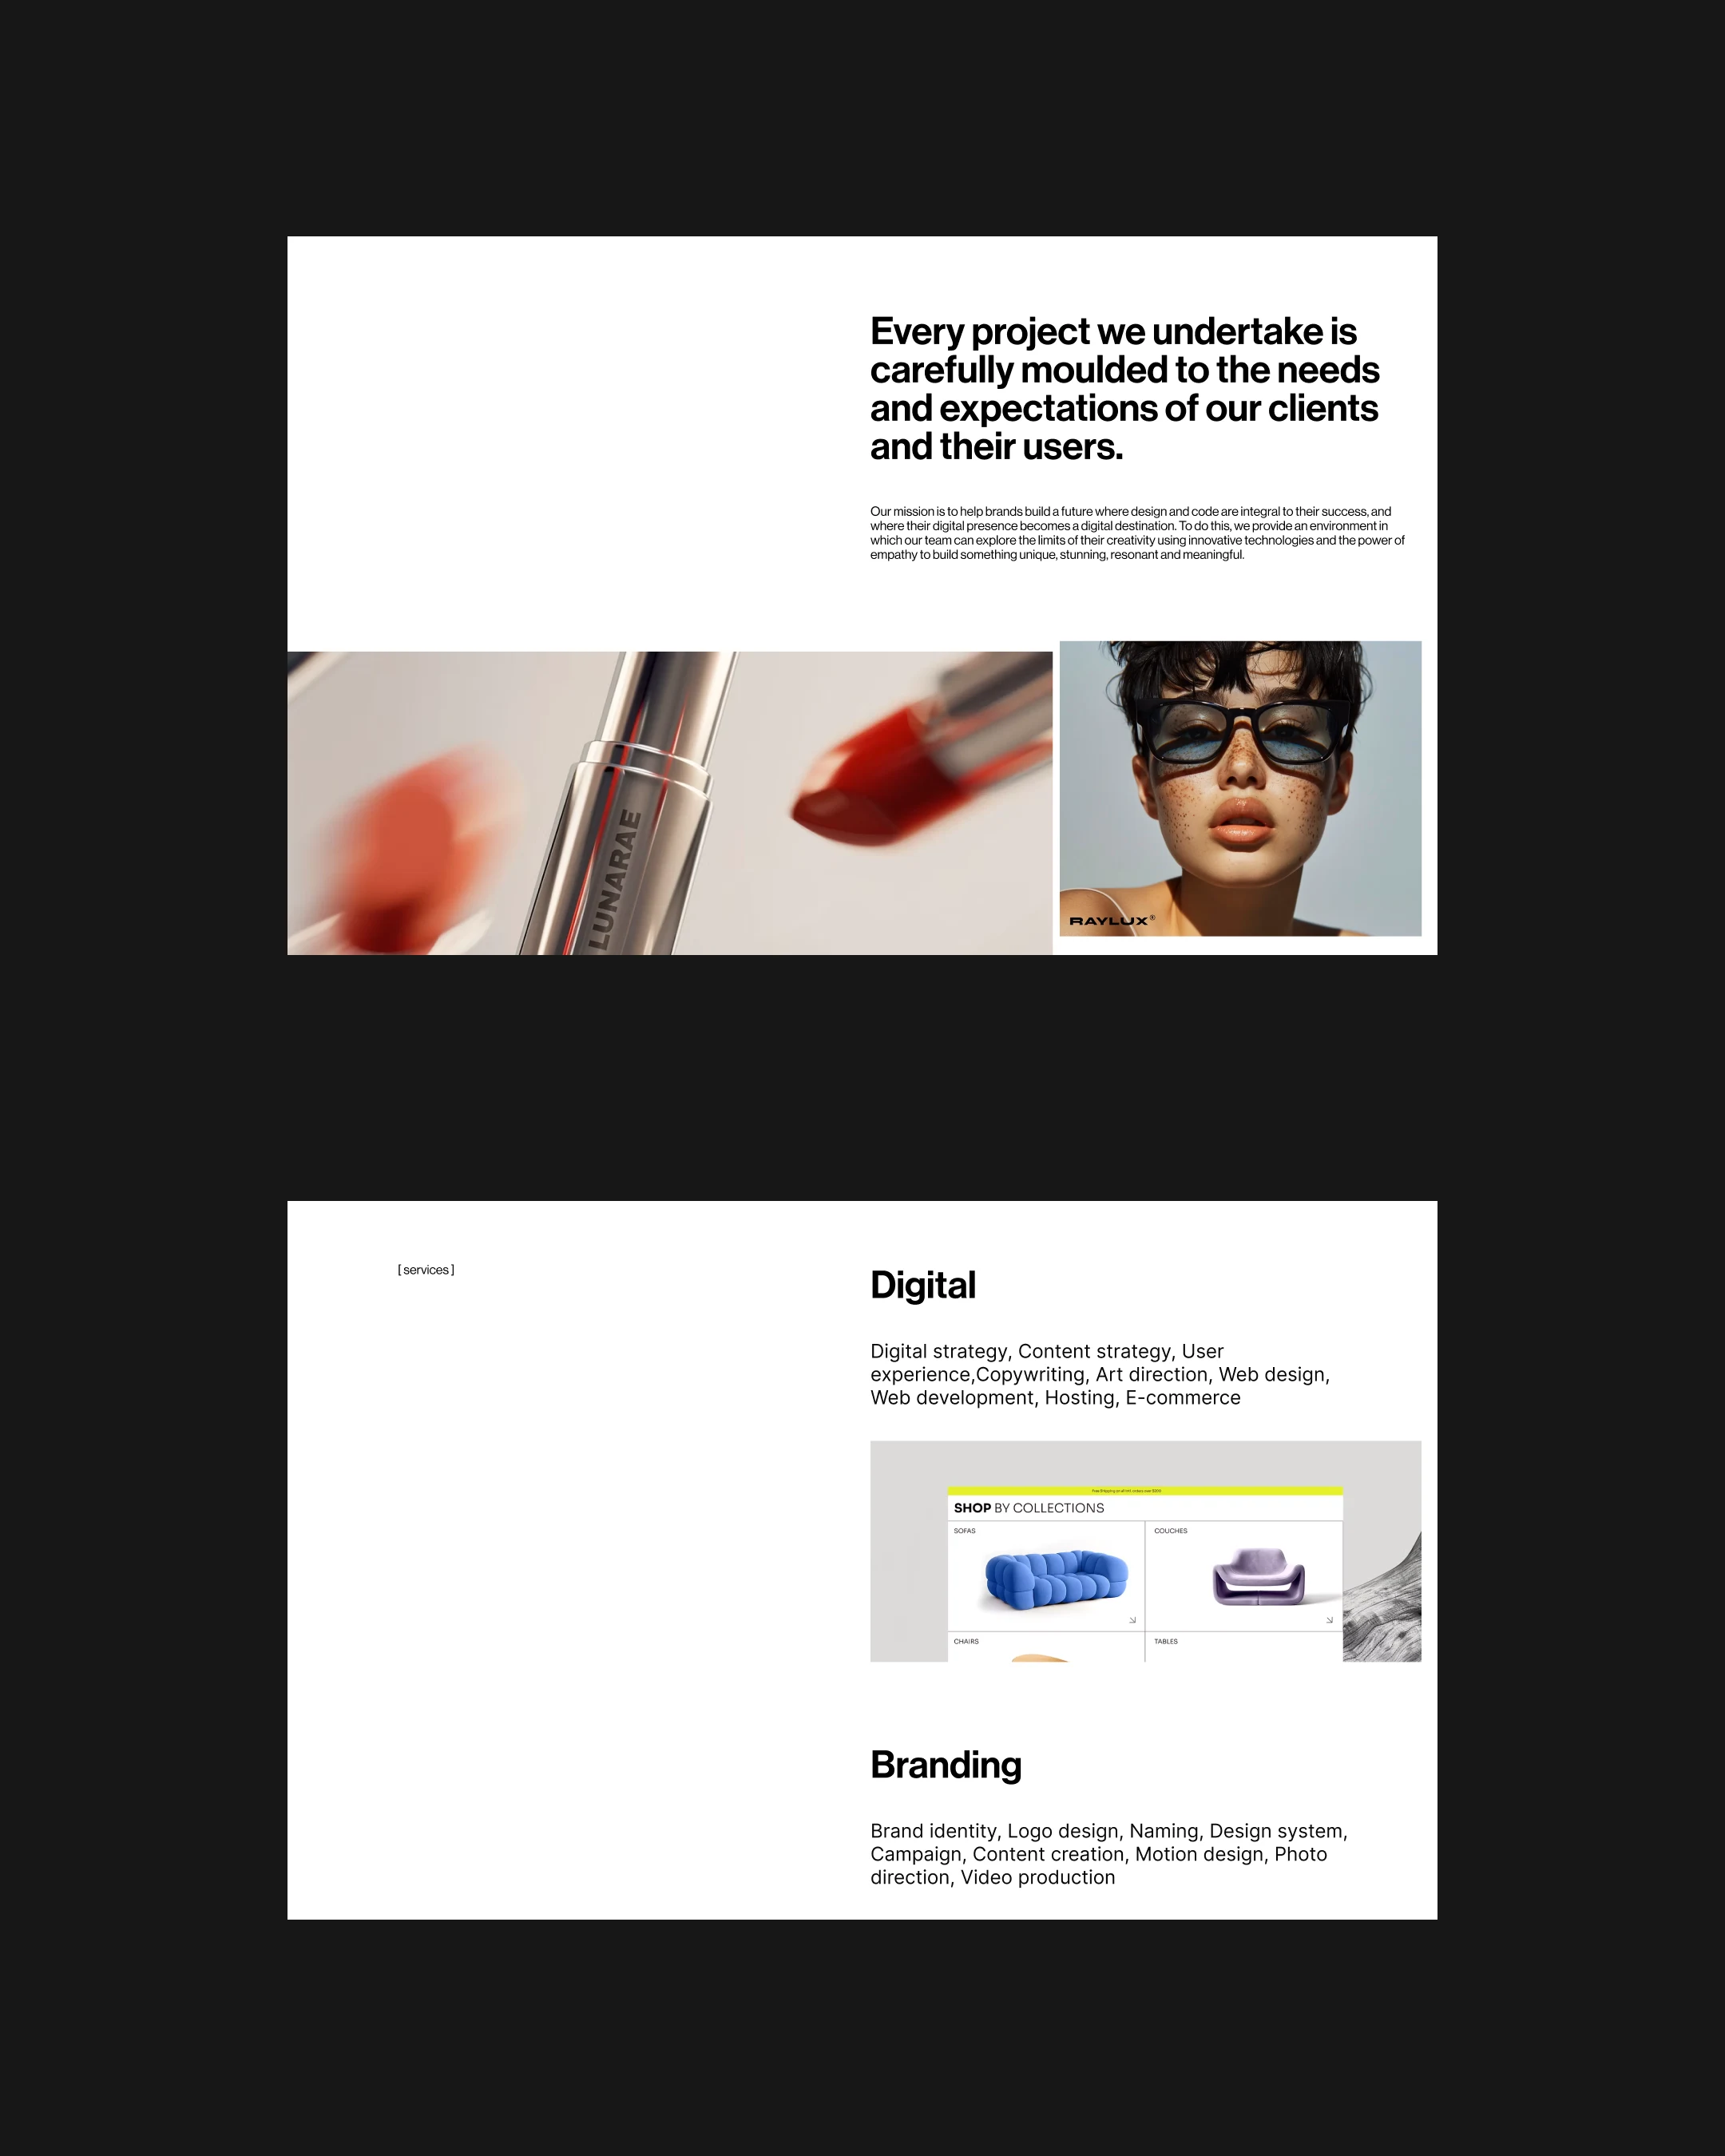 Every project we undertake is
carefully moulded to the needs
and expectations of our clients
and their users.
Our mission is to help brands build a future where design and code are integral to their success, and
where their digital presence becomes a digital destination. To do this, we provide an environment in
which our team can explore the limits of their creativity using innovative technologies and the power of
empathy to build something unique, stunning, resonant and meaningful.
LUNARAE
RAYLUX®
[ services ]
Digital
Digital strategy, Content strategy, User
experience,Copywriting, Art direction, Web design,
Web development, Hosting, E-commerce
SHOP BY COLLECTIONS
SOFAS
COUCHES
CHAIRS
TABLES
Branding
Brand identity, Logo design, Naming, Design system,
Campaign, Content creation, Motion design, Photo
direction, Video production